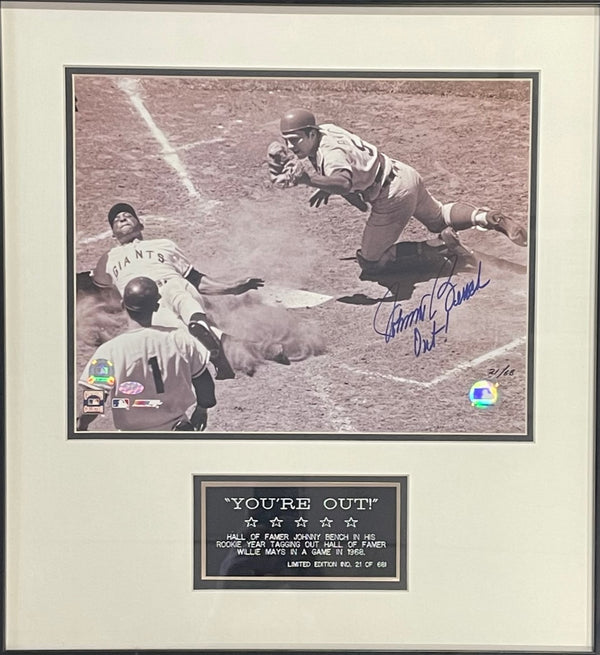 GIANTS
5
1
Johnny Bench
Out!
21/68
"YOU'RE OUT!"
HALL OF FAMER JOHNNY BENCH IN HIS
ROOKIE YEAR TAGGING OUT HALL OF FAMER
WILLIE MAYS IN A GAME IN 1968.
LIMITED EDITION (NO. 21 OF 68)